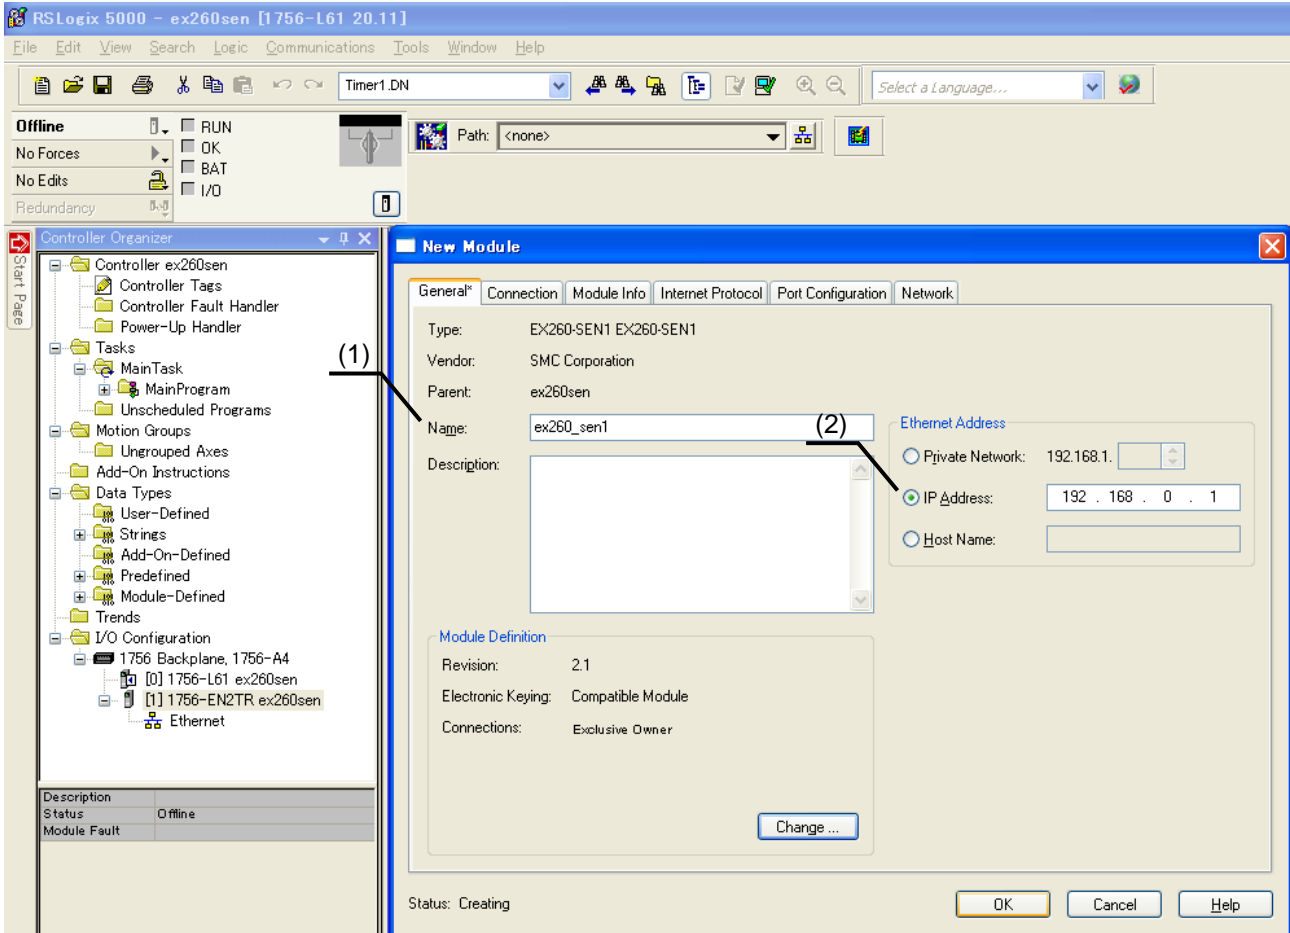 RSLogix 5000 - ex260sen [1756-L61 20.11]
File Edit View Search Logic Communications Tools Window Help
Timer1.DN
Select a Language...
Offline
RUN
No Forces
OK
No Edits
BAT
Redundancy
I/O
Path: <none>
Start Page
Controller Organizer
Controller ex260sen
Controller Tags
Controller Fault Handler
Power-Up Handler
Tasks
MainTask
MainProgram
Unscheduled Programs
Motion Groups
Ungrouped Axes
Add-On Instructions
Data Types
User-Defined
Strings
Add-On-Defined
Predefined
Module-Defined
Trends
I/O Configuration
1756 Backplane, 1756-A4
[0] 1756-L61 ex260sen
[1] 1756-EN2TR ex260sen
Ethernet
Description
Status Offline
Module Fault
New Module
General* Connection Module Info Internet Protocol Port Configuration Network
Type: EX260-SEN1 EX260-SEN1
Vendor: SMC Corporation
Parent: ex260sen
(1)
Name: ex260_sen1
(2)
Description:
Ethernet Address
Private Network: 192.168.1.
IP Address: 192 . 168 . 0 . 1
Host Name:
Module Definition
Revision: 2.1
Electronic Keying: Compatible Module
Connections: Exclusive Owner
Change ...
Status: Creating
OK Cancel Help